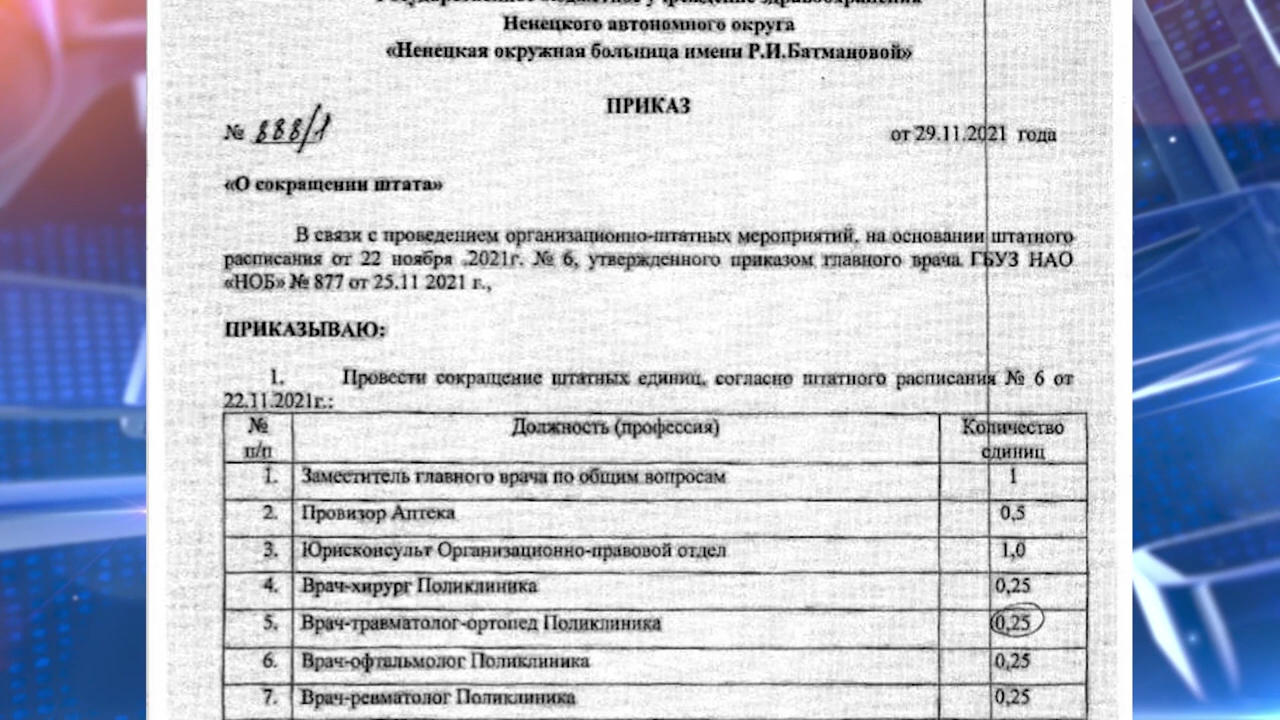 Государственное бюджетное учреждение здравоохранения
Ненецкого автономного округа
«Ненецкая окружная больница имени Р.И.Батмановой»
ПРИКАЗ
№ 888/1
от 29.11.2021 года
«О сокращении штата»
В связи с проведением организационно-штатных мероприятий, на основании штатного
расписания от 22 ноября .2021г. № 6, утвержденного приказом главного врача ГБУЗ НАО
«НОБ» № 877 от 25.11 2021 г.,
ПРИКАЗЫВАЮ:
1. Провести сокращение штатных единиц, согласно штатного расписания № 6 от
22.11.2021г.:
№ п/п Должность (профессия) Количество единиц
1. Заместитель главного врача по общим вопросам 1
2. Провизор Аптека 0,5
3. Юрисконсульт Организационно-правовой отдел 1,0
4. Врач-хирург Поликлиника 0,25
5. Врач-травматолог-ортопед Поликлиника 0,25
6. Врач-офтальмолог Поликлиника 0,25
7. Врач-ревматолог Поликлиника 0,25